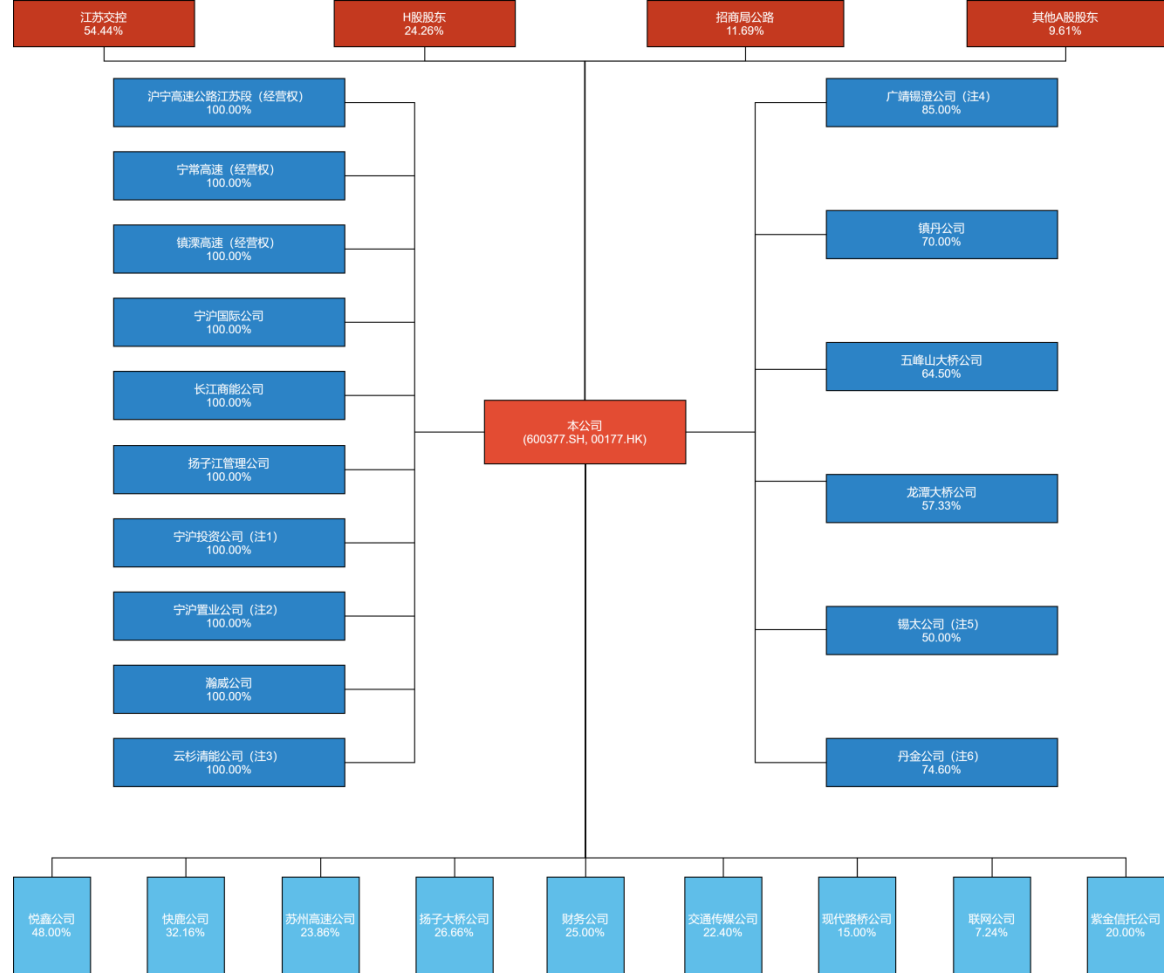 江苏交控
54.44%
H股股东
24.26%
招商局公路
11.69%
其他A股股东
9.61%
沪宁高速公路江苏段（经营权）
100.00%
宁常高速（经营权）
100.00%
镇溧高速（经营权）
100.00%
宁沪国际公司
100.00%
长江商能公司
100.00%
扬子江管理公司
100.00%
宁沪投资公司（注1）
100.00%
宁沪置业公司（注2）
100.00%
瀚威公司
100.00%
云杉清能公司（注3）
100.00%
本公司
(600377.SH, 00177.HK)
广靖锡澄公司（注4）
85.00%
镇丹公司
70.00%
五峰山大桥公司
64.50%
龙潭大桥公司
57.33%
锡太公司（注5）
50.00%
丹金公司（注6）
74.60%
悦鑫公司
48.00%
快鹿公司
32.16%
苏州高速公司
23.86%
扬子大桥公司
26.66%
财务公司
25.00%
交通传媒公司
22.40%
现代路桥公司
15.00%
联网公司
7.24%
紫金信托公司
20.00%